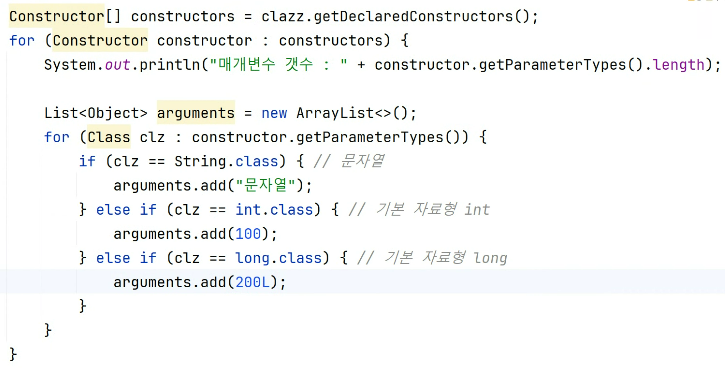 Constructor[] constructors = clazz.getDeclaredConstructors();
for (Constructor constructor : constructors) {
    System.out.println("매개변수 갯수 : " + constructor.getParameterTypes().length);

    List<Object> arguments = new ArrayList<>();
    for (Class clz : constructor.getParameterTypes()) {
        if (clz == String.class) { // 문자열
            arguments.add("문자열");
        } else if (clz == int.class) { // 기본 자료형 int
            arguments.add(100);
        } else if (clz == long.class) { // 기본 자료형 long
            arguments.add(200L);
        }
    }
}